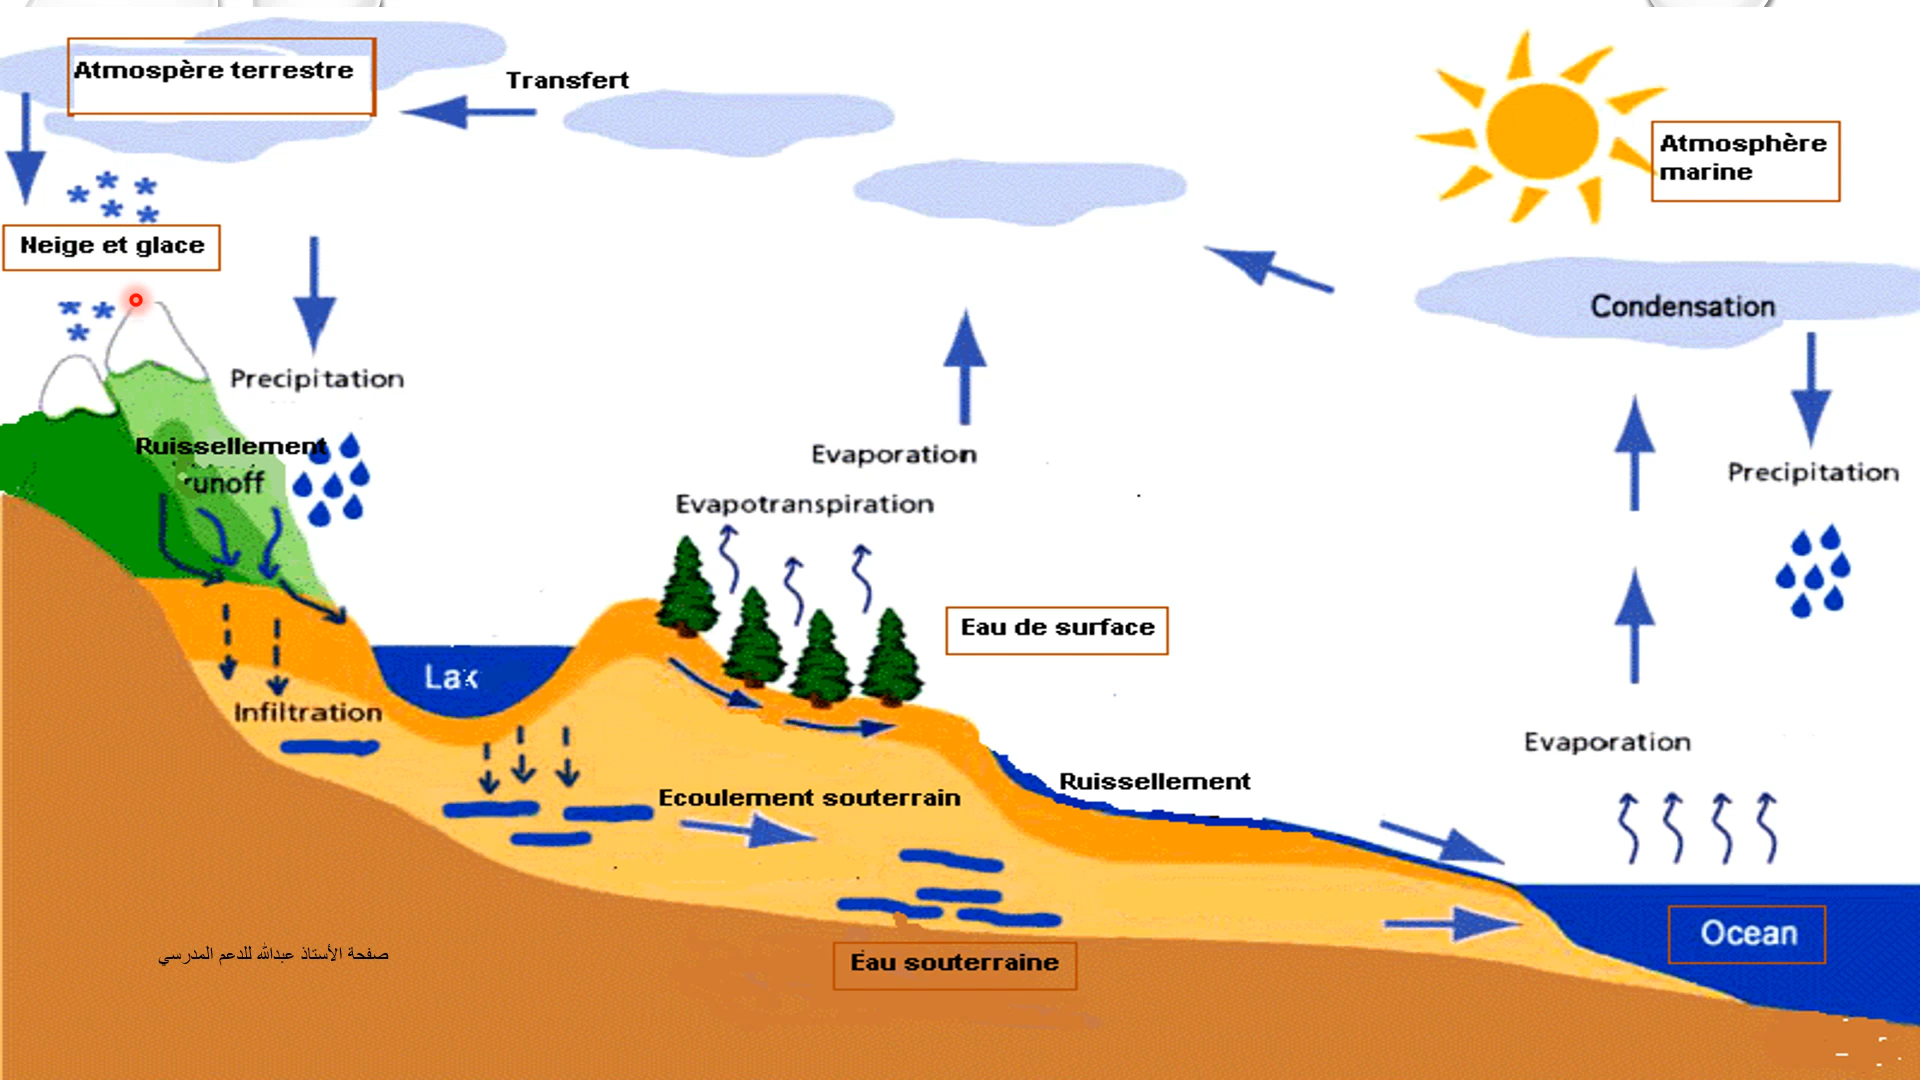 Atmospère terrestre
Transfert
Atmosphère
marine
Neige et glace
Condensation
Precipitation
Ruissellement
runoff
Evaporation
Evapotranspiration
Precipitation
Eau de surface
Lax
Infiltration
Evaporation
Ruissellement
Ecoulement souterrain
Ocean
صفحة الأستاذ عبدالله للدعم المدرسي
Eau souterraine